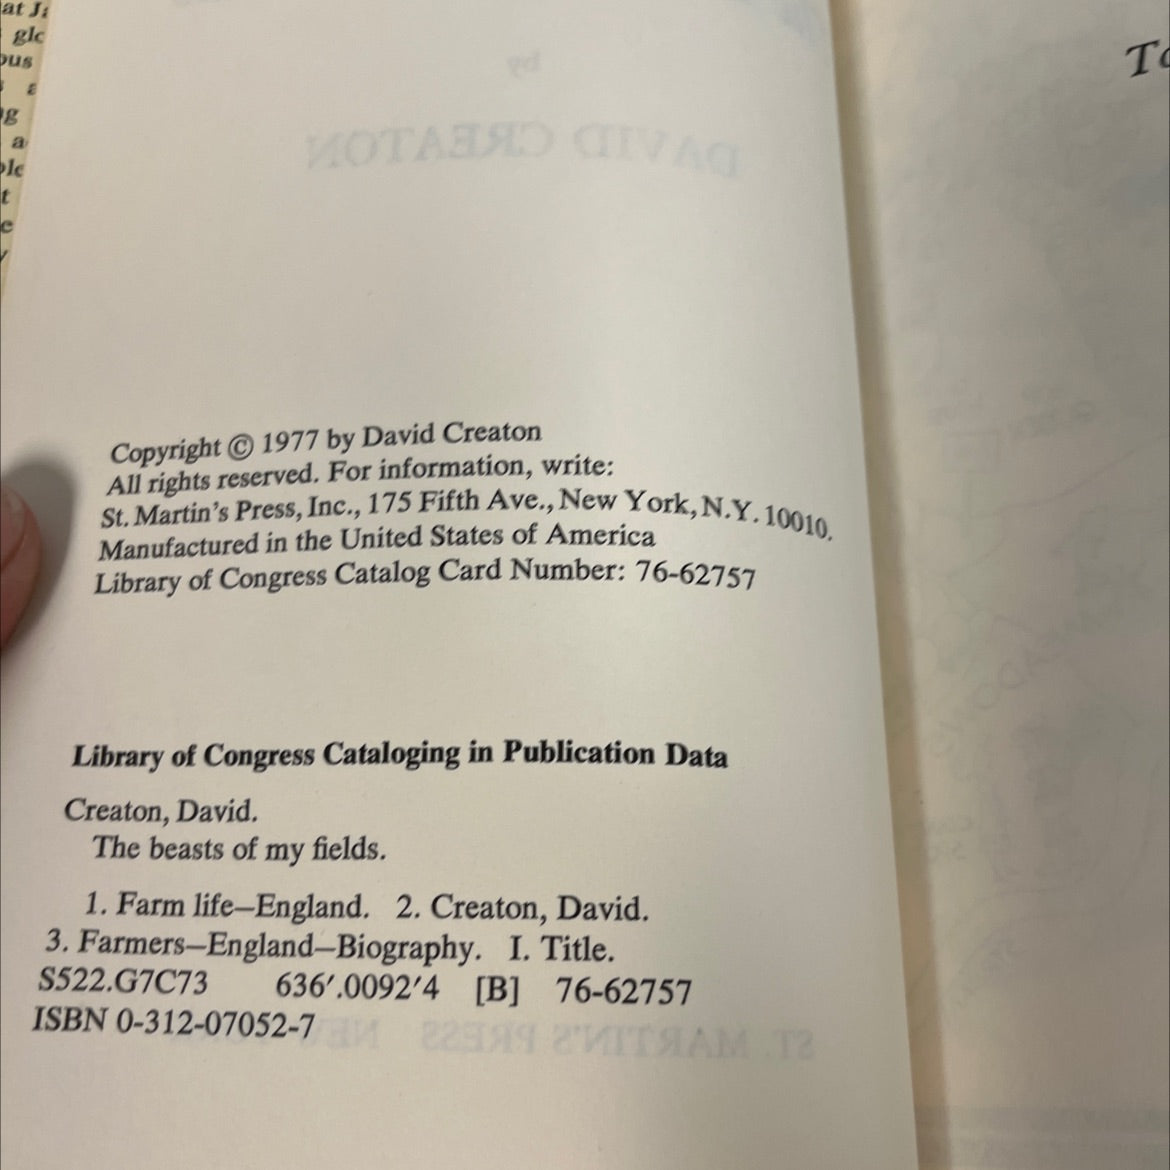 Copyright © 1977 by David Creaton
All rights reserved. For information, write:
St. Martin's Press, Inc., 175 Fifth Ave., New York, N.Y. 10010.
Manufactured in the United States of America
Library of Congress Catalog Card Number: 76-62757
Library of Congress Cataloging in Publication Data
Creaton, David.
The beasts of my fields.
1. Farm life—England. 2. Creaton, David.
3. Farmers—England—Biography. I. Title.
S522.G7C73 636′.0092′4 [B] 76-62757
ISBN 0-312-07052-7